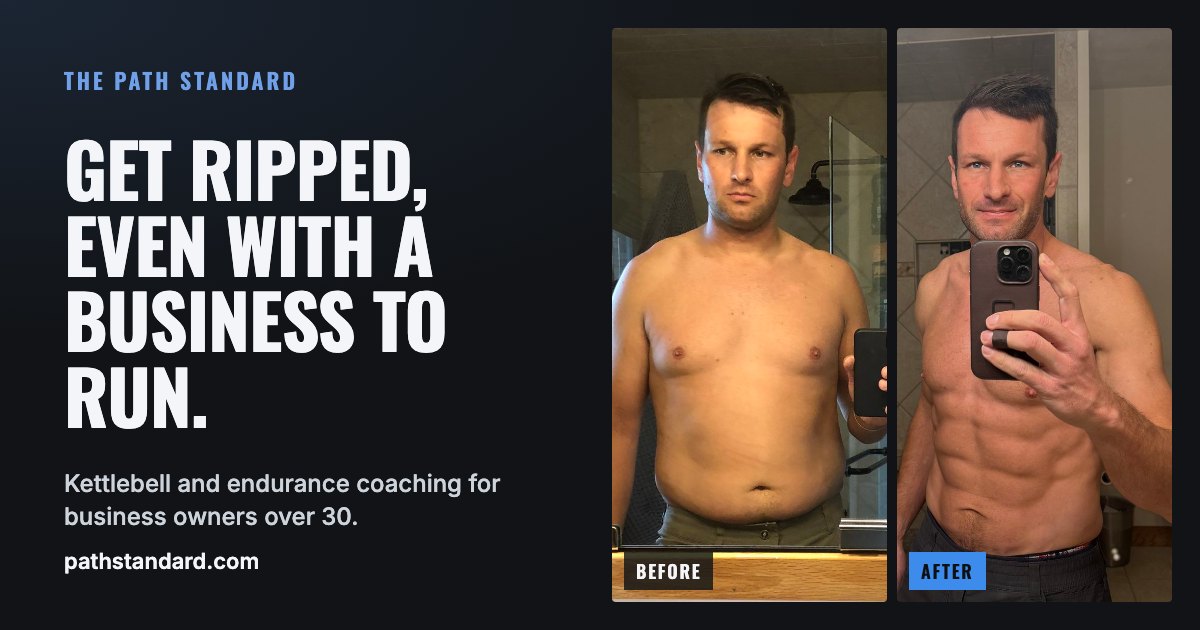 THE PATH STANDARD
GET RIPPED,
EVEN WITH A
BUSINESS TO
RUN.
Kettlebell and endurance coaching for
business owners over 30.
pathstandard.com
BEFORE
AFTER